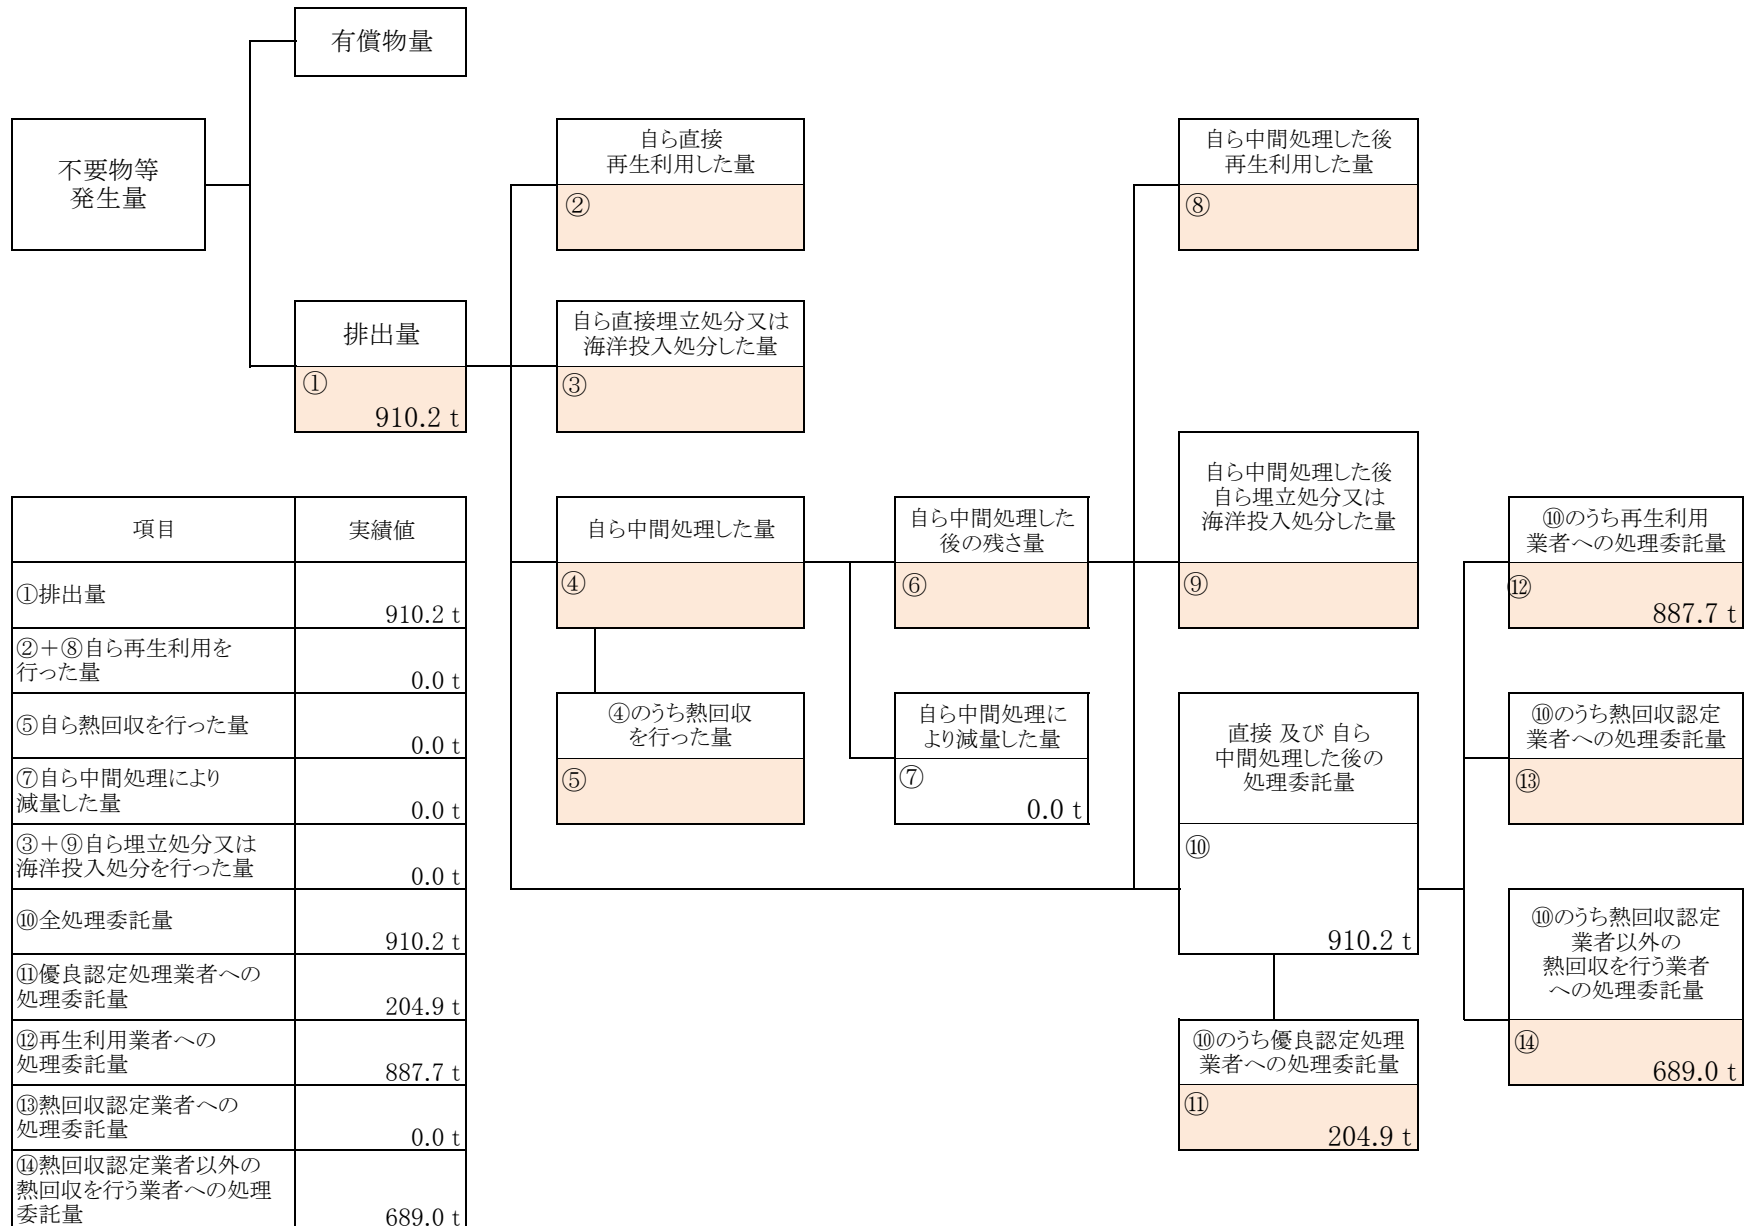 有償物量
不要物等
発生量
自ら直接
再生利用した量
②
自ら中間処理した後
再生利用した量
⑧
排出量
①
910.2 t
自ら直接埋立処分又は
海洋投入処分した量
③
自ら中間処理した量
④
自ら中間処理した
後の残さ量
⑥
自ら中間処理した後
自ら埋立処分又は
海洋投入処分した量
⑨
⑩のうち再生利用
業者への処理委託量
⑫
887.7 t
④のうち熱回収
を行った量
⑤
自ら中間処理に
より減量した量
⑦
0.0 t
直接 及び 自ら
中間処理した後の
処理委託量
⑩
910.2 t
⑩のうち熱回収認定
業者への処理委託量
⑬
⑩のうち熱回収認定
業者以外の
熱回収を行う業者
への処理委託量
⑭
689.0 t
⑩のうち優良認定処理
業者への処理委託量
⑪
204.9 t
項目 実績値
①排出量
910.2 t
②＋⑧自ら再生利用を
行った量
0.0 t
⑤自ら熱回収を行った量
0.0 t
⑦自ら中間処理により
減量した量
0.0 t
③＋⑨自ら埋立処分又は
海洋投入処分を行った量
0.0 t
⑩全処理委託量
910.2 t
⑪優良認定処理業者への
処理委託量
204.9 t
⑫再生利用業者への
処理委託量
887.7 t
⑬熱回収認定業者への
処理委託量
0.0 t
⑭熱回収認定業者以外の
熱回収を行う業者への処理
委託量
689.0 t